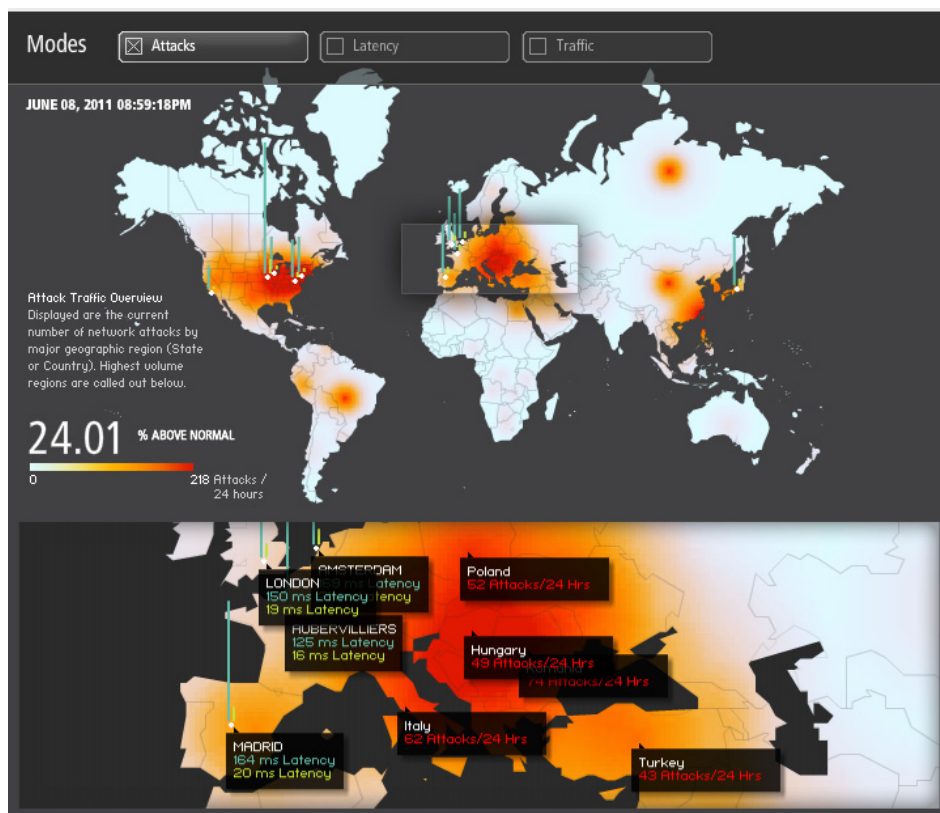 Modes
Attacks
Latency
Traffic
JUNE 08, 2011 08:59:18PM
Attack Traffic Overview
Displayed are the current
number of network attacks by
major geographic region (State
or Country). Highest volume
regions are called out below.
24.01 % ABOVE NORMAL
0
218 Attacks /
24 hours
AMSTERDAM
Latency
LONDON
150 ms Latency
19 ms Latency
AUBERVILLIERS
125 ms Latency
16 ms Latency
MADRID
164 ms Latency
20 ms Latency
Poland
52 Attacks/24 Hrs
Hungary
49 Attacks/24 Hrs
Romania
74 Attacks/24 Hrs
Italy
62 Attacks/24 Hrs
Turkey
43 Attacks/24 Hrs